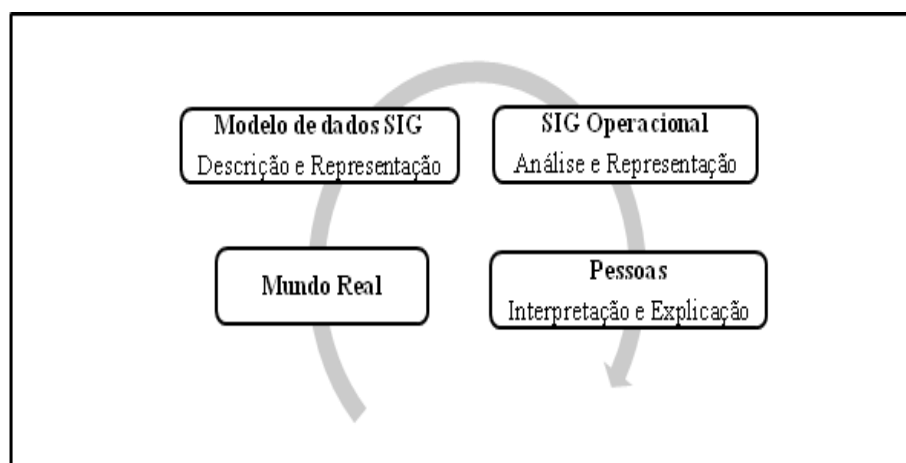 Modelo de dados SIG
Descrição e Representação
SIG Operacional
Análise e Representação
Mundo Real
Pessoas
Interpretação e Explicação